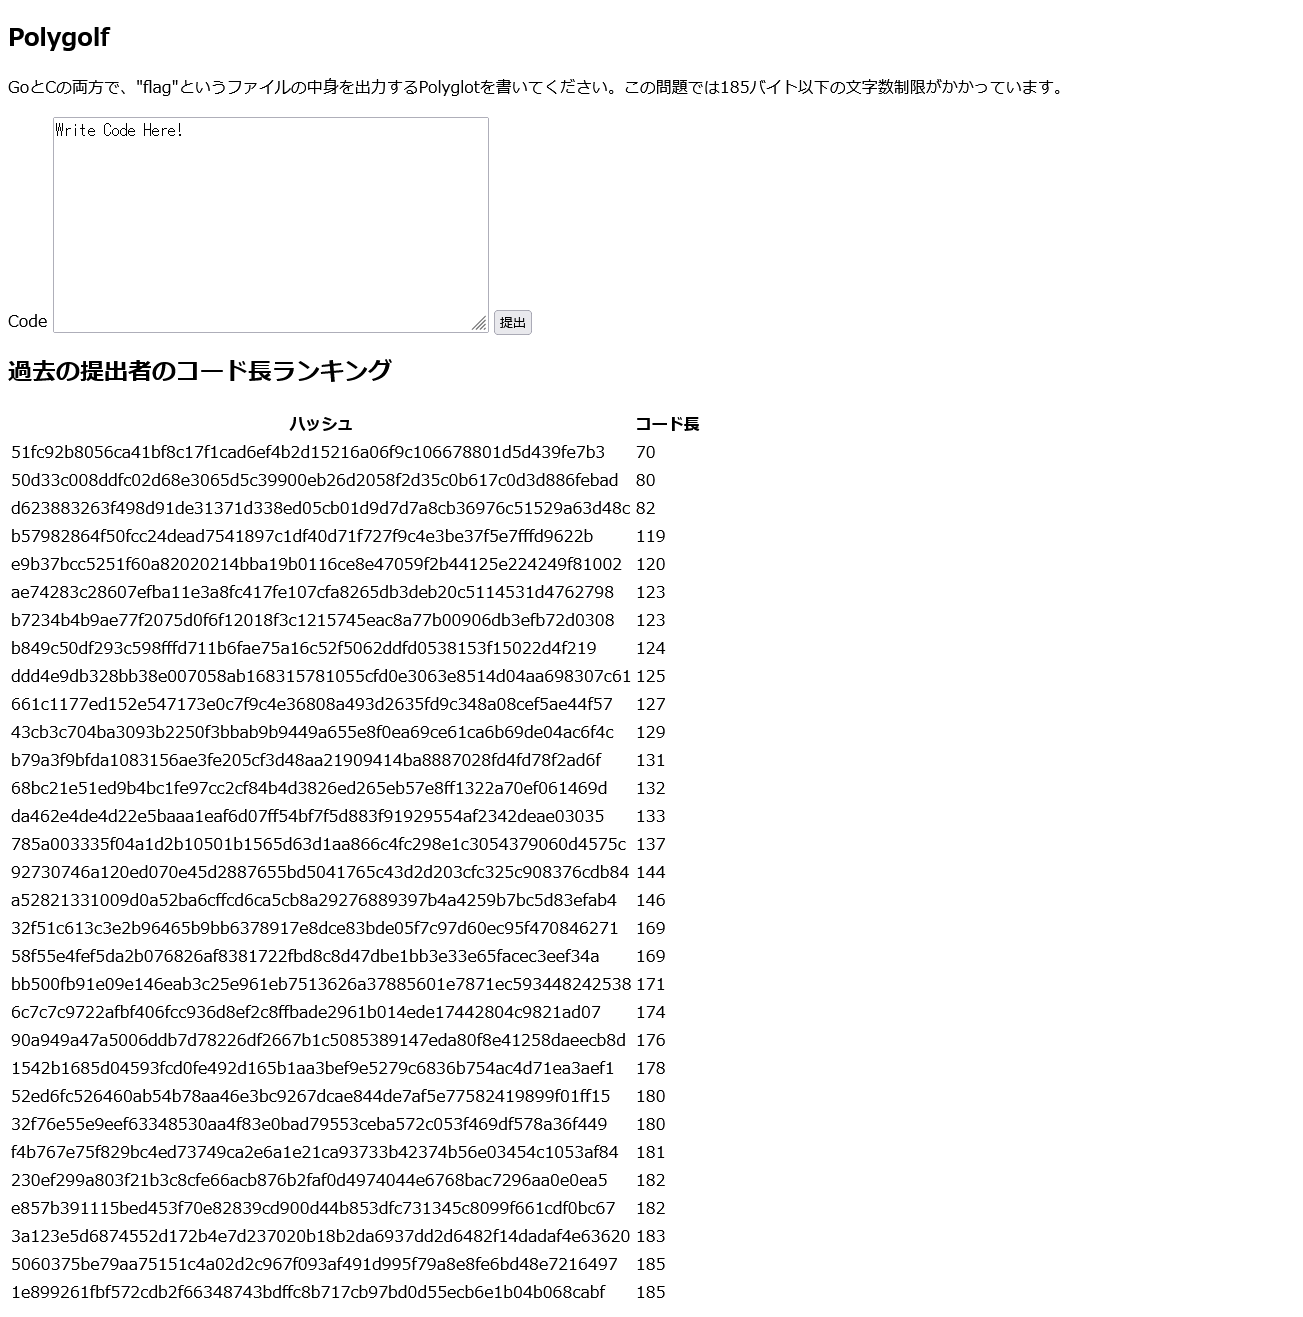 Polygolf
GoとCの両方で、"flag"というファイルの中身を出力するPolyglotを書いてください。この問題では185バイト以下の文字数制限がかかっています。
Write Code Here!
Code 提出
過去の提出者のコード長ランキング
ハッシュ コード長
51fc92b8056ca41bf8c17f1cad6ef4b2d15216a06f9c106678801d5d439fe7b3 70
50d33c008ddfc02d68e3065d5c39900eb26d2058f2d35c0b617c0d3d886febad 80
d623883263f498d91de31371d338ed05cb01d9d7d7a8cb36976c51529a63d48c 82
b57982864f50fcc24dead7541897c1df40d71f727f9c4e3be37f5e7fffd9622b 119
e9b37bcc5251f60a82020214bba19b0116ce8e47059f2b44125e224249f81002 120
ae74283c28607efba11e3a8fc417fe107cfa8265db3deb20c5114531d4762798 123
b7234b4b9ae77f2075d0f6f12018f3c1215745eac8a77b00906db3efb72d0308 123
b849c50df293c598fffd711b6fae75a16c52f5062ddfd0538153f15022d4f219 124
ddd4e9db328bb38e007058ab168315781055cfd0e3063e8514d04aa698307c61 125
661c1177ed152e547173e0c7f9c4e36808a493d2635fd9c348a08cef5ae44f57 127
43cb3c704ba3093b2250f3bbab9b9449a655e8f0ea69ce61ca6b69de04ac6f4c 129
b79a3f9bfda1083156ae3fe205cf3d48aa21909414ba8887028fd4fd78f2ad6f 131
68bc21e51ed9b4bc1fe97cc2cf84b4d3826ed265eb57e8ff1322a70ef061469d 132
da462e4de4d22e5baaa1eaf6d07ff54bf7f5d883f91929554af2342deae03035 133
785a003335f04a1d2b10501b1565d63d1aa866c4fc298e1c3054379060d4575c 137
92730746a120ed070e45d2887655bd5041765c43d2d203cfc325c908376cdb84 144
a52821331009d0a52ba6cffcd6ca5cb8a29276889397b4a4259b7bc5d83efab4 146
32f51c613c3e2b96465b9bb6378917e8dce83bde05f7c97d60ec95f470846271 169
58f55e4fef5da2b076826af8381722fbd8c8d47dbe1bb3e33e65facec3eef34a 169
bb500fb91e09e146eab3c25e961eb7513626a37885601e7871ec593448242538 171
6c7c7c9722afbf406fcc936d8ef2c8ffbade2961b014ede17442804c9821ad07 174
90a949a47a5006ddb7d78226df2667b1c5085389147eda80f8e41258daeecb8d 176
1542b1685d04593fcd0fe492d165b1aa3bef9e5279c6836b754ac4d71ea3aef1 178
52ed6fc526460ab54b78aa46e3bc9267dcae844de7af5e77582419899f01ff15 180
32f76e55e9eef63348530aa4f83e0bad79553ceba572c053f469df578a36f449 180
f4b767e75f829bc4ed73749ca2e6a1e21ca93733b42374b56e03454c1053af84 181
230ef299a803f21b3c8cfe66acb876b2faf0d4974044e6768bac7296aa0e0ea5 182
e857b391115bed453f70e82839cd900d44b853dfc731345c8099f661cdf0bc67 182
3a123e5d6874552d172b4e7d237020b18b2da6937dd2d6482f14dadaf4e63620 183
5060375be79aa75151c4a02d2c967f093af491d995f79a8e8fe6bd48e7216497 185
1e899261fbf572cdb2f66348743bdffc8b717cb97bd0d55ecb6e1b04b068cabf 185